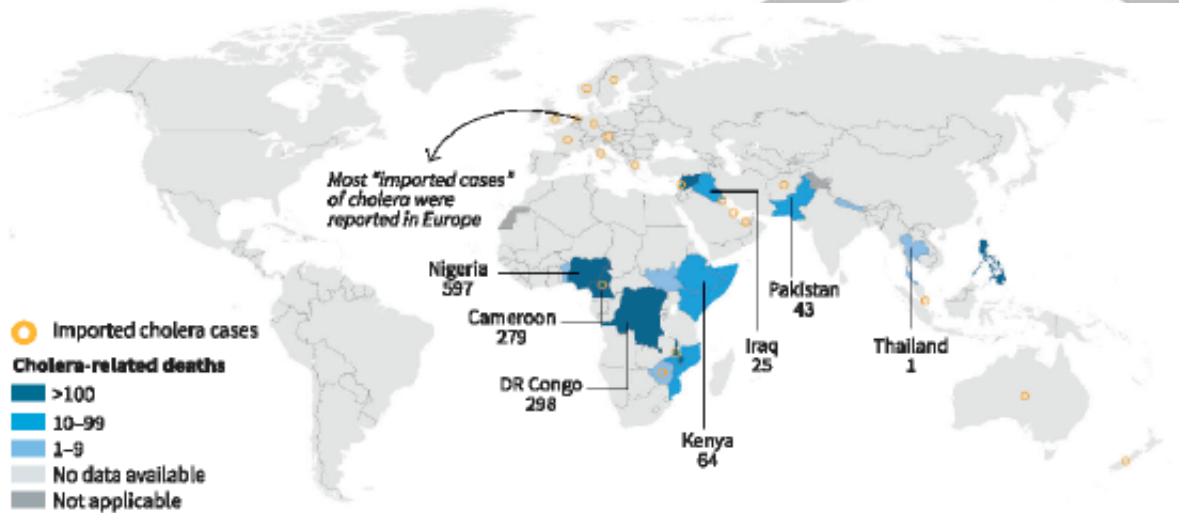 Most "imported cases"
of cholera were
reported in Europe
Nigeria
597
Cameroon
279
DR Congo
298
Kenya
64
Iraq
25
Pakistan
43
Thailand
1
Imported cholera cases
Cholera-related deaths
>100
10–99
1–9
No data available
Not applicable